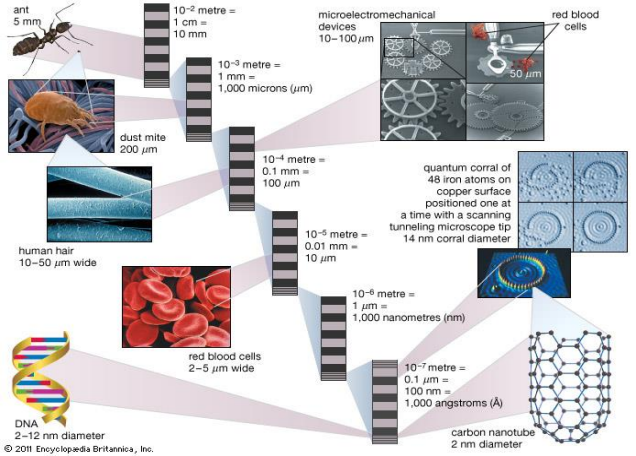 ant
5 mm
10⁻² metre =
1 cm =
10 mm
microelectromechanical
devices
10–100 µm
red blood
cells
50 µm
10⁻³ metre =
1 mm =
1,000 microns (µm)
dust mite
200 µm
10⁻⁴ metre =
0.1 mm =
100 µm
quantum corral of
48 iron atoms on
copper surface
positioned one at
a time with a scanning
tunneling microscope tip
14 nm corral diameter
human hair
10–50 µm wide
10⁻⁵ metre =
0.01 mm =
10 µm
10⁻⁶ metre =
1 µm =
1,000 nanometres (nm)
red blood cells
2–5 µm wide
10⁻⁷ metre =
0.1 µm =
100 nm =
1,000 angstroms (Å)
DNA
2–12 nm diameter
carbon nanotube
2 nm diameter
© 2011 Encyclopædia Britannica, Inc.